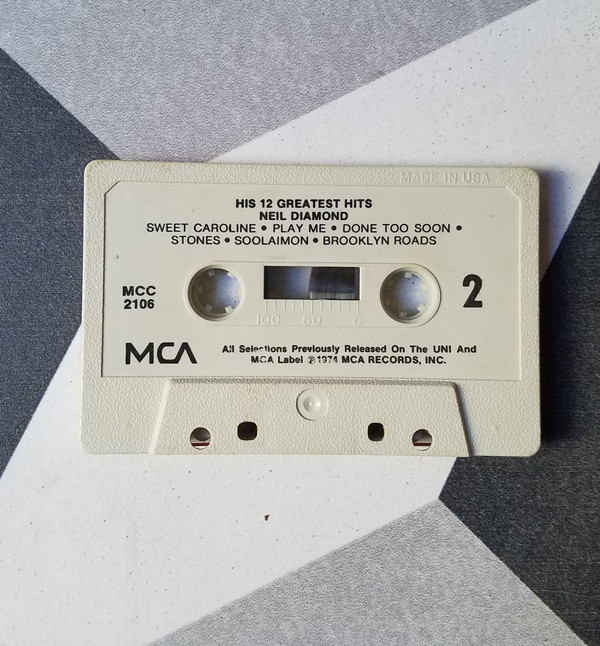 MADE IN USA
HIS 12 GREATEST HITS
NEIL DIAMOND
SWEET CAROLINE • PLAY ME • DONE TOO SOON •
STONES • SOOLAIMON • BROOKLYN ROADS
MCC
2106
2
100 50 0
MCA
All Selections Previously Released On The UNI And
MCA Label ℗ 1974 MCA RECORDS, INC.